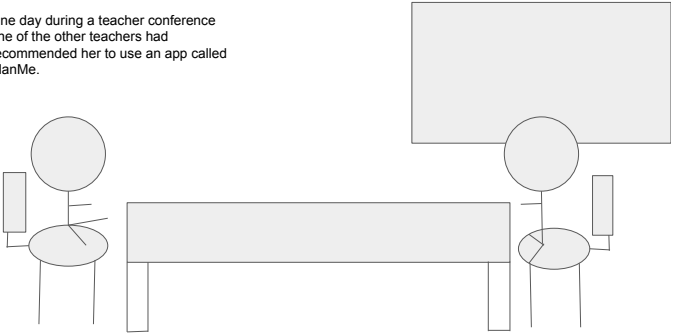 ne day during a teacher conference
ne of the other teachers had
ecommended her to use an app called
lanMe.